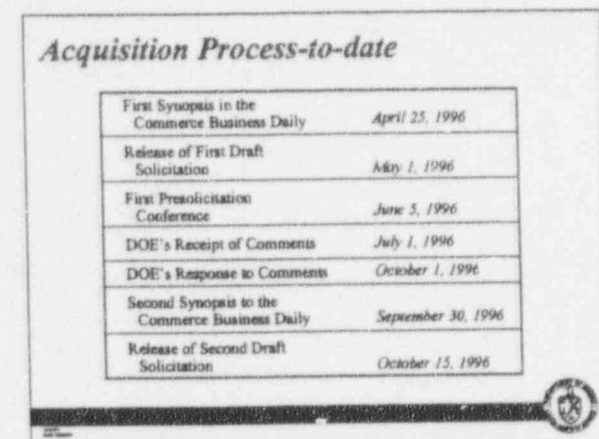 Acquisition Process-to-date
First Synopsis in the
Commerce Business Daily April 25, 1996
Release of First Draft
Solicitation May 1, 1996
First Presolicitation
Conference June 5, 1996
DOE's Receipt of Comments July 1, 1996
DOE's Response to Comments October 1, 1996
Second Synopsis to the
Commerce Business Daily September 30, 1996
Release of Second Draft
Solicitation October 15, 1996